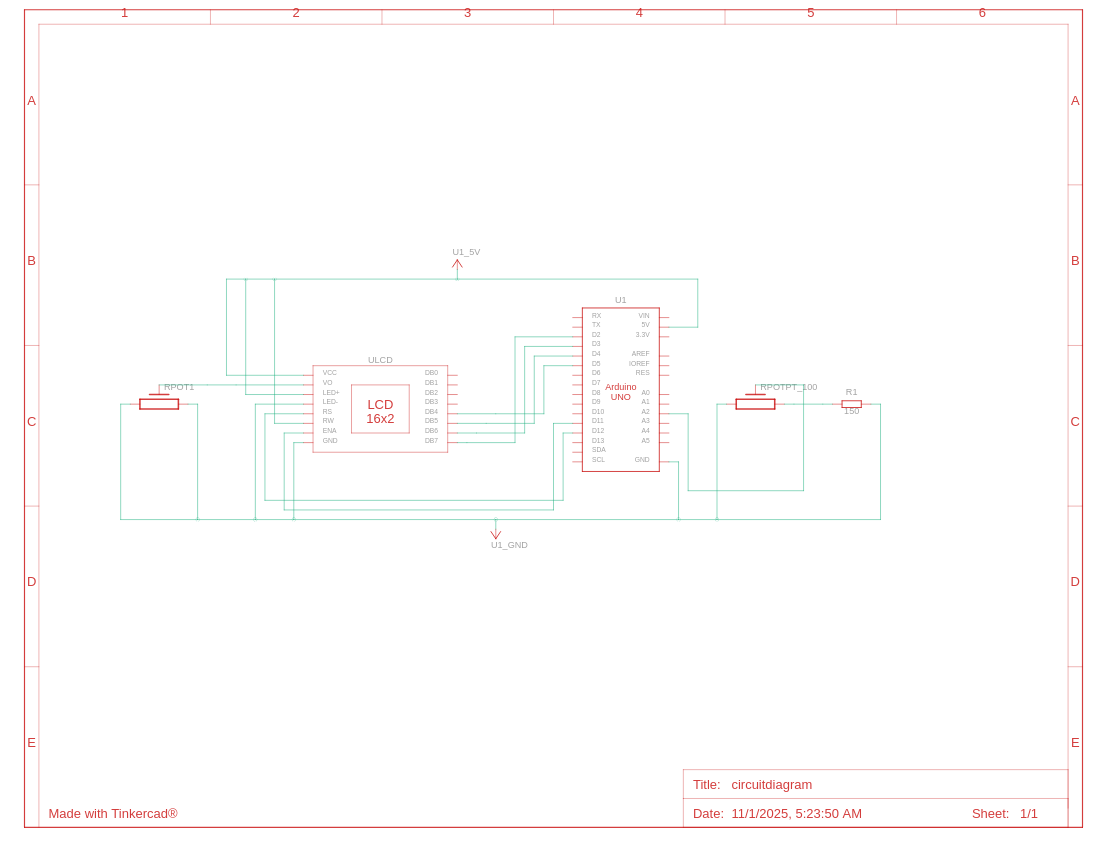 1 2 3 4 5 6
A A
B B
C C
D D
E E
U1_5V
U1
RX VIN
TX 5V
D2 3.3V
D3
D4 AREF
D5 IOREF
D6 RES
D7
D8 A0
D9 A1
D10 A2
D11 A3
D12 A4
D13 A5
SDA
SCL GND
Arduino
UNO
ULCD
VCC DB0
VO DB1
LED+ DB2
LED- DB3
RS DB4
RW DB5
ENA DB6
GND DB7
LCD
16x2
RPOT1
RPOTPT_100
R1
150
U1_GND
Title: circuitdiagram
Made with Tinkercad®
Date: 11/1/2025, 5:23:50 AM Sheet: 1/1